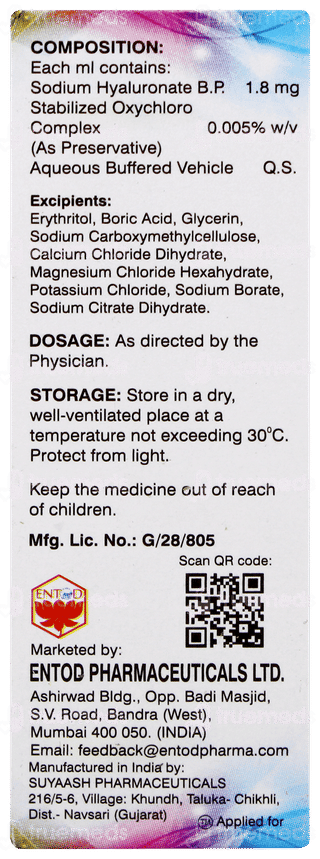 COMPOSITION:
Each ml contains:
Sodium Hyaluronate B.P. 1.8 mg
Stabilized Oxychloro
Complex 0.005% w/v
(As Preservative)
Aqueous Buffered Vehicle Q.S.
Excipients:
Erythritol, Boric Acid, Glycerin,
Sodium Carboxymethylcellulose,
Calcium Chloride Dihydrate,
Magnesium Chloride Hexahydrate,
Potassium Chloride, Sodium Borate,
Sodium Citrate Dihydrate.
DOSAGE: As directed by the
Physician.
STORAGE: Store in a dry,
well-ventilated place at a
temperature not exceeding 30⁰C.
Protect from light.
Keep the medicine out of reach
of children.
Mfg. Lic. No.: G/28/805
Scan QR code:
ENTOD
Marketed by:
ENTOD PHARMACEUTICALS LTD.
Ashirwad Bldg., Opp. Badi Masjid,
S.V. Road, Bandra (West),
Mumbai 400 050. (INDIA)
Email: feedback@entodpharma.com
Manufactured in India by:
SUYAASH PHARMACEUTICALS
216/5-6, Village: Khundh, Taluka- Chikhli,
Dist.- Navsari (Gujarat)
Applied for
truemeds